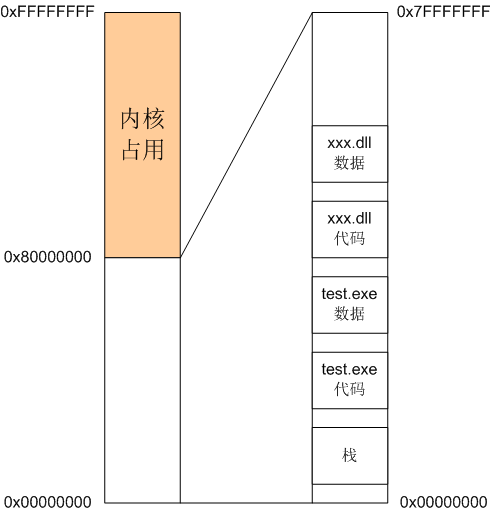 0xFFFFFFFF
内核
占用
0x80000000
0x00000000
0x7FFFFFFF
xxx.dll
数据
xxx.dll
代码
test.exe
数据
test.exe
代码
栈
0x00000000